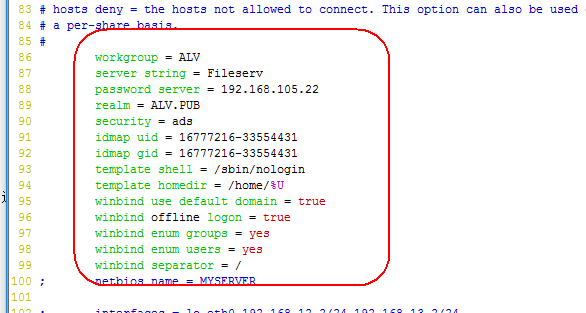 83 # hosts deny = the hosts not allowed to connect. This option can also be used
84 # a per-share basis.
85 #
86 workgroup = ALV
87 server string = Fileserv
88 password server = 192.168.105.22
89 realm = ALV.PUB
90 security = ads
91 idmap uid = 16777216-33554431
92 idmap gid = 16777216-33554431
93 template shell = /sbin/nologin
94 template homedir = /home/%U
95 winbind use default domain = true
96 winbind offline logon = true
97 winbind enum groups = yes
98 winbind enum users = yes
99 winbind separator = /
100 ; netbios name = MYSERVER
101
102 ; interfaces = lo eth0 192.168.12.2/24 192.168.13.2/24